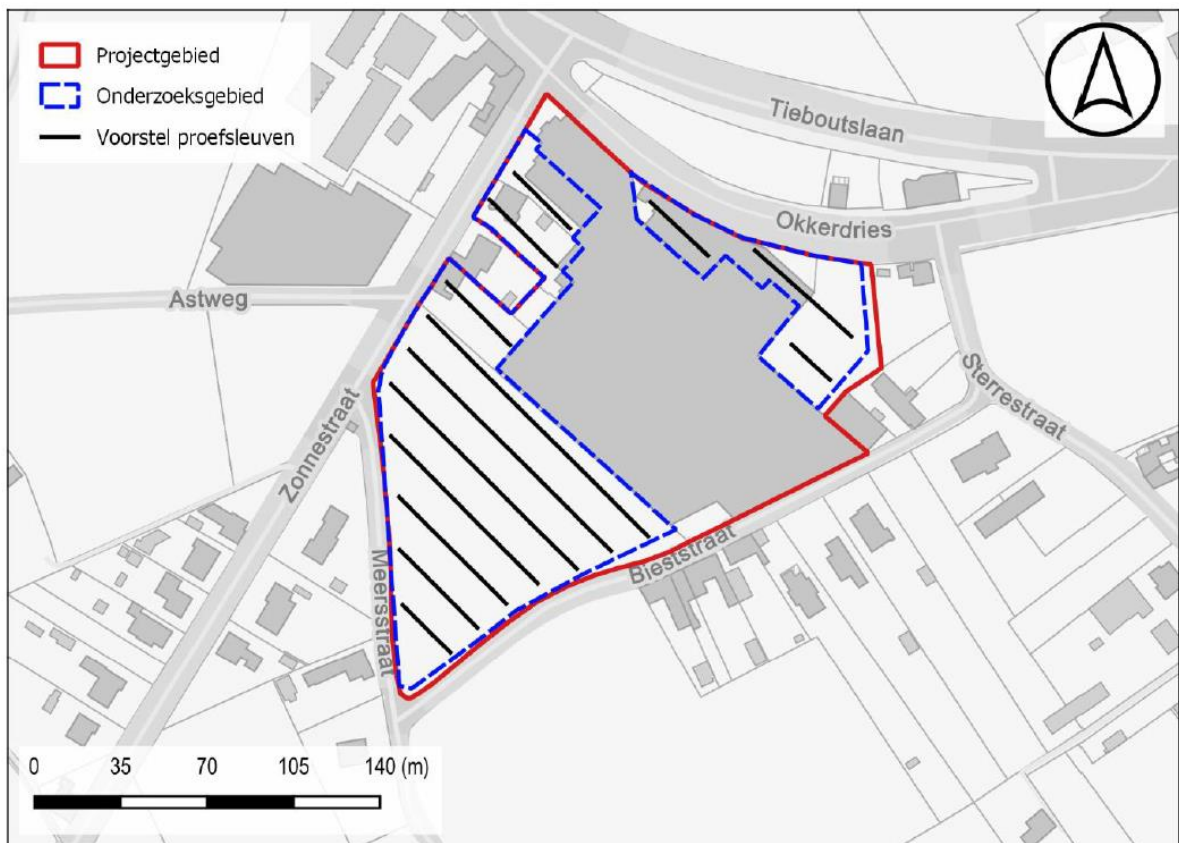 Projectgebied
Onderzoeksgebied
Voorstel proefsleuven
Tieboutslaan
Okkerdries
Astweg
Sterrestraat
Zonnestraat
Bieststraat
Meersstraat
0 35 70 105 140 (m)